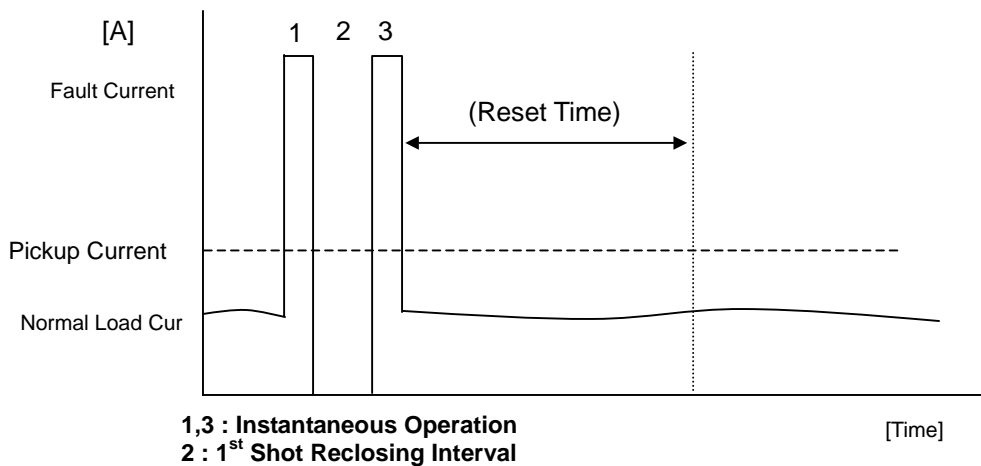 [A]
1 2 3
Fault Current
(Reset Time)
Pickup Current
Normal Load Cur
1,3 : Instantaneous Operation
[Time]
2 : 1st Shot Reclosing Interval